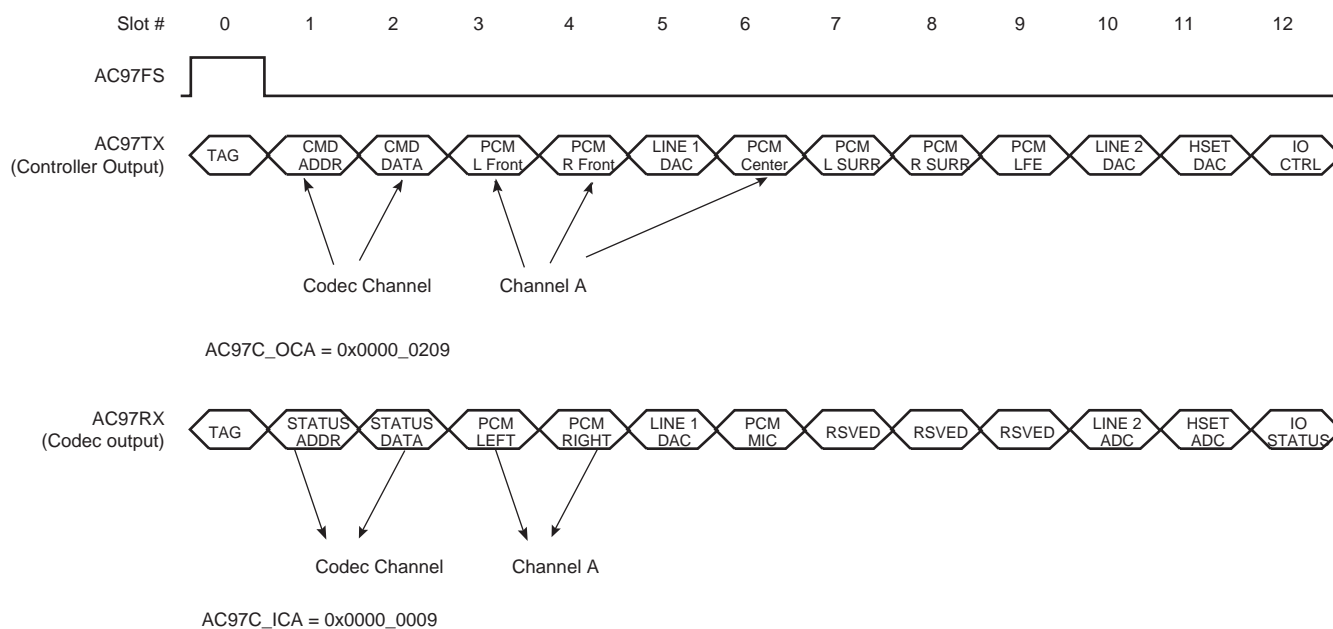 Slot # 0 1 2 3 4 5 6 7 8 9 10 11 12
AC97FS
AC97TX
(Controller Output)
TAG
CMD
ADDR
CMD
DATA
PCM
L Front
PCM
R Front
LINE 1
DAC
PCM
Center
PCM
L SURR
PCM
R SURR
PCM
LFE
LINE 2
DAC
HSET
DAC
IO
CTRL
Codec Channel
Channel A
AC97C_OCA = 0x0000_0209
AC97RX
(Codec output)
TAG
STATUS
ADDR
STATUS
DATA
PCM
LEFT
PCM
RIGHT
LINE 1
DAC
PCM
MIC
RSVED
RSVED
RSVED
LINE 2
ADC
HSET
ADC
IO
STATUS
Codec Channel
Channel A
AC97C_ICA = 0x0000_0009